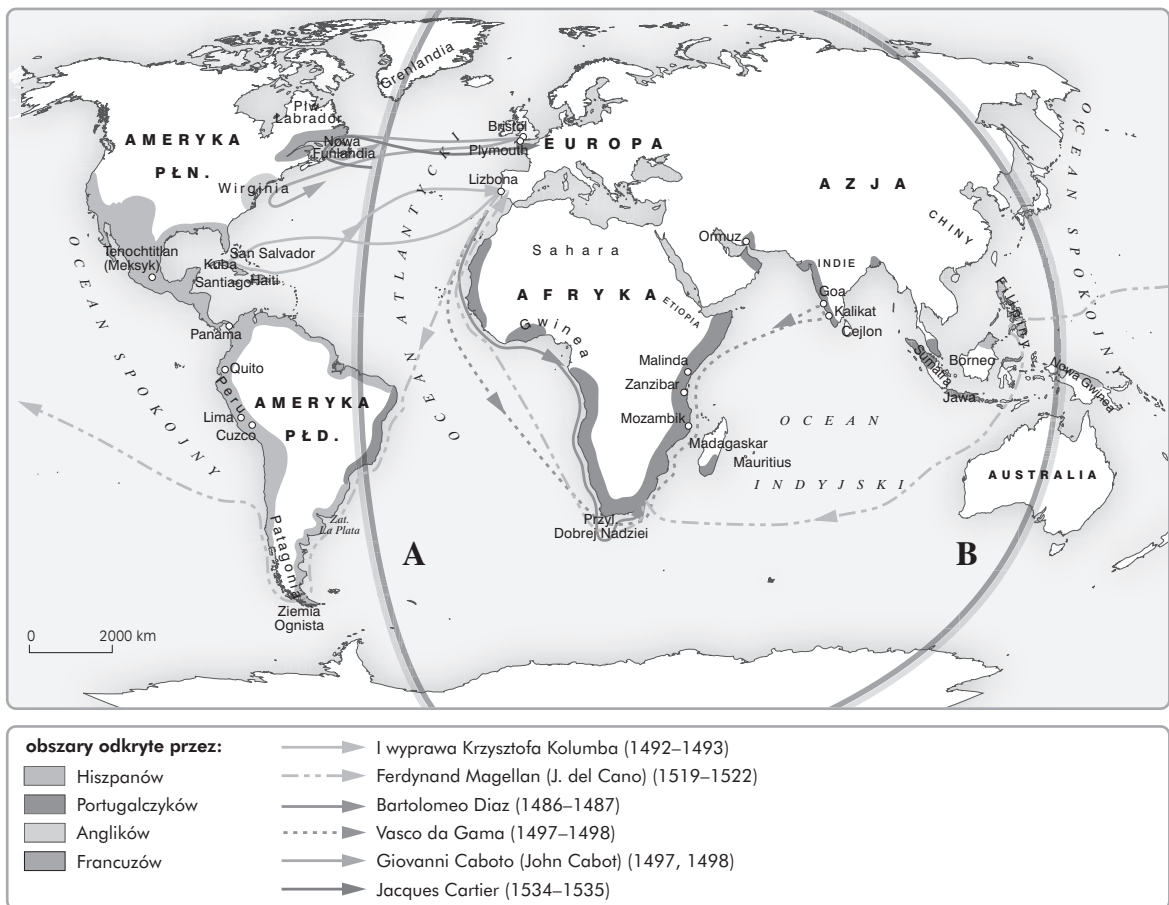 Grenlandia
Płw.
Labrador
AMERYKA
PŁN.
Nowa
Funlandia
Wirginia
Bristol
Plymouth
EUROPA
Lizbona
AZJA
CHINY
OCEAN SPOKOJNY
OCEAN ATLANTYCKI
OCEAN SPOKOJNY
Tenochtitlan
(Meksyk)
San Salvador
Kuba
Santiago
Haiti
Panama
Quito
Peru
Lima
Cuzco
AMERYKA
PŁD.
Sahara
AFRYKA
ETIOPIA
Gwinea
Ormuz
INDIE
Goa
Kalikat
Cejlon
Filipiny
Malinda
Zanzibar
Mozambik
Madagaskar
Mauritius
OCEAN
INDYJSKI
Sumatra
Borneo
Jawa
Nowa Gwinea
AUSTRALIA
Zat.
La Plata
Patagonia
Ziemia
Ognista
Przyl.
Dobrej Nadziei
A
B
0 2000 km
obszary odkryte przez:
Hiszpanów
Portugalczyków
Anglików
Francuzów
I wyprawa Krzysztofa Kolumba (1492–1493)
Ferdynand Magellan (J. del Cano) (1519–1522)
Bartolomeo Diaz (1486–1487)
Vasco da Gama (1497–1498)
Giovanni Caboto (John Cabot) (1497, 1498)
Jacques Cartier (1534–1535)